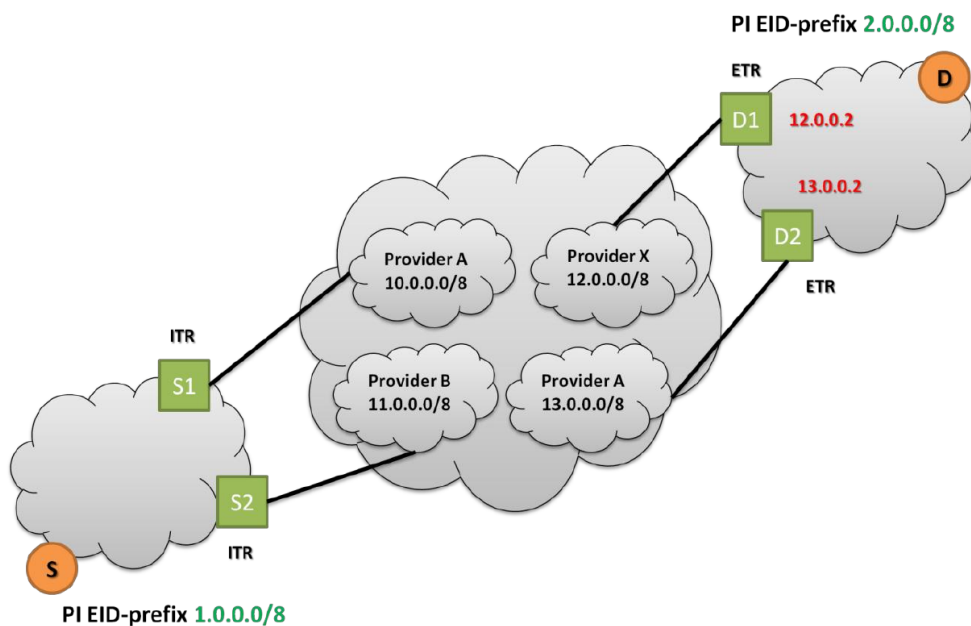 PI EID-prefix 2.0.0.0/8
ETR
D
D1
12.0.0.2
13.0.0.2
D2
ETR
Provider A
10.0.0.0/8
Provider X
12.0.0.0/8
ITR
S1
Provider B
11.0.0.0/8
Provider A
13.0.0.0/8
S2
ITR
S
PI EID-prefix 1.0.0.0/8